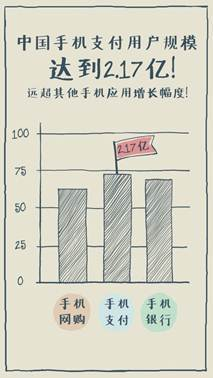 中国手机支付用户规模
达到2.17亿!
远超其他手机应用增长幅度!
100
75
50
25
0
2.17亿
手机
网购
手机
支付
手机
银行